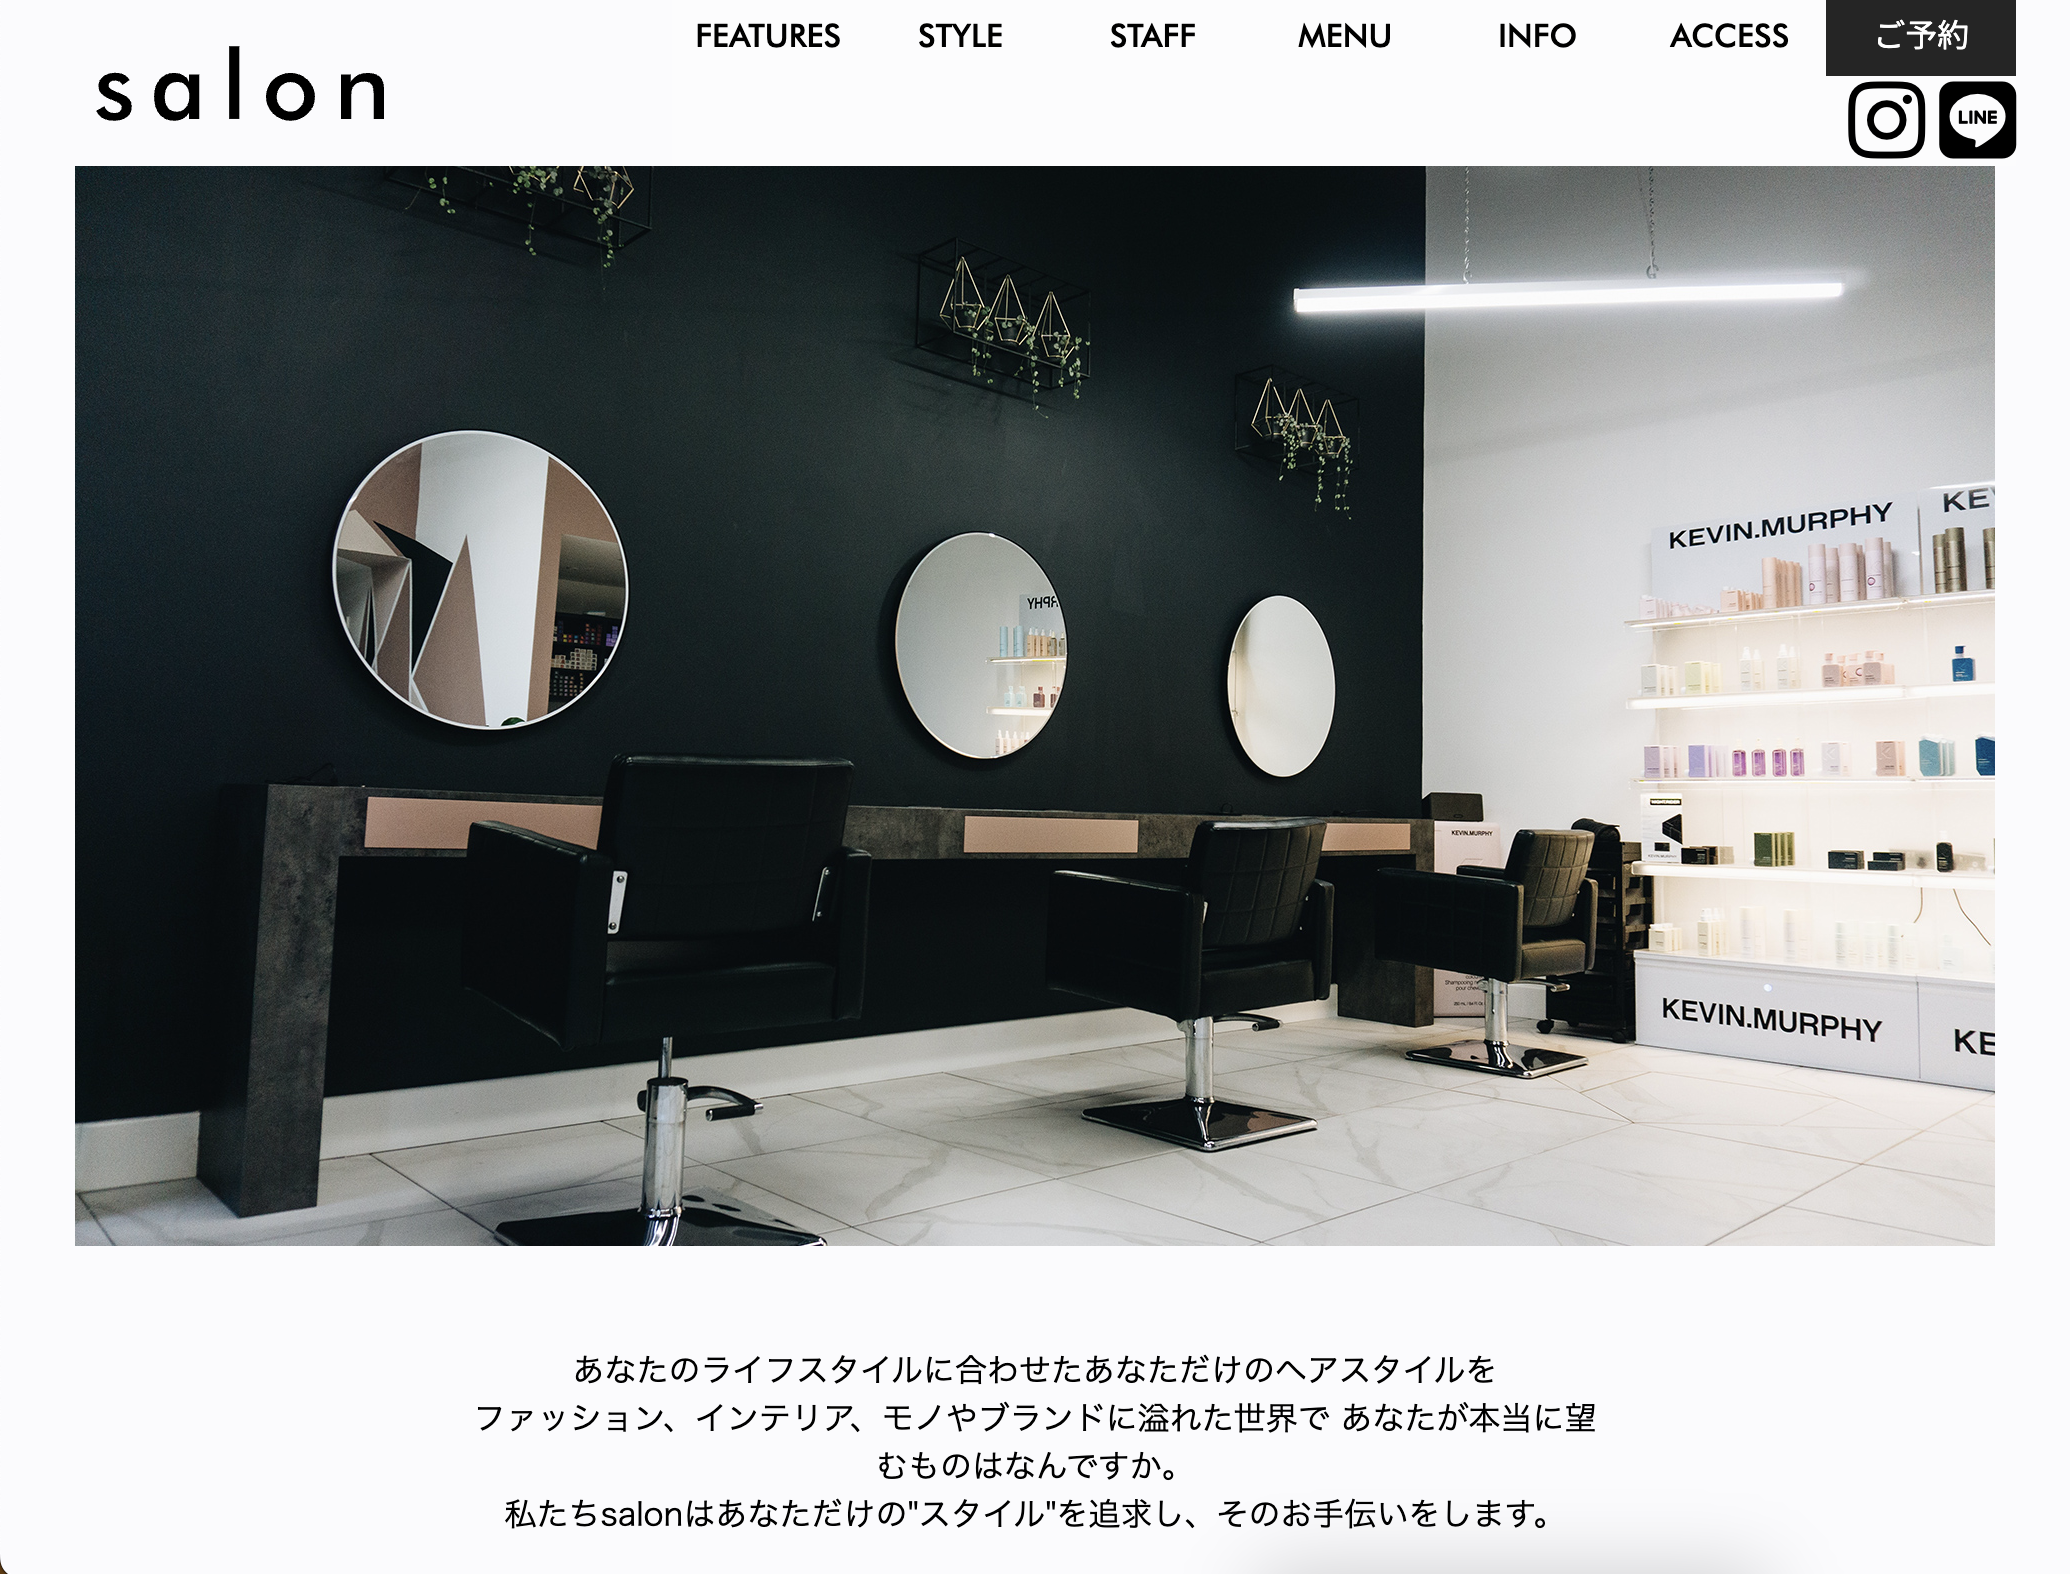 salon
FEATURES STYLE STAFF MENU INFO ACCESS ご予約
LINE
KEVIN.MURPHY
KEV
RPHY
KEVIN.MURPHY
KEVIN.MURPHY
KE
あなたのライフスタイルに合わせたあなただけのヘアスタイルを
ファッション、インテリア、モノやブランドに溢れた世界で あなたが本当に望
むものはなんですか。
私たちsalonはあなただけの"スタイル"を追求し、そのお手伝いをします。